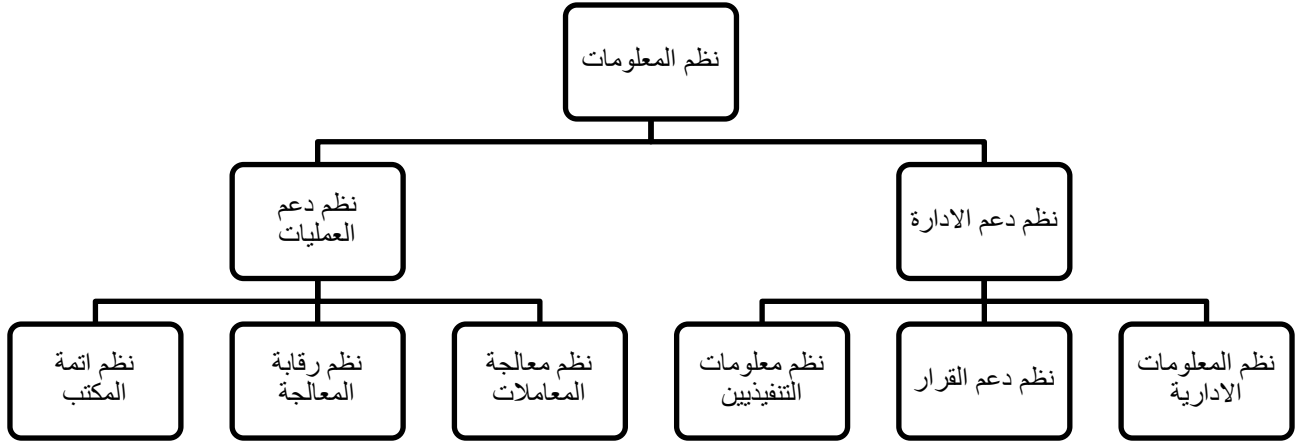 نظم المعلومات
نظم دعم الادارة
نظم دعم
العمليات
نظم المعلومات
الادارية
نظم دعم القرار
نظم معلومات
التنفيذيين
نظم معالجة
المعاملات
نظم رقابة
المعالجة
نظم اتمة
المكتب